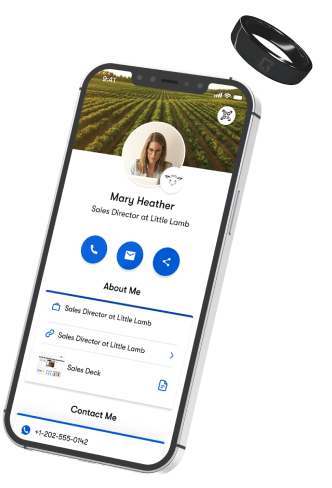 9:41
Mary Heather
Sales Director at Little Lamb
About Me
Sales Director at Little Lamb
Sales Director at Little Lamb
Sales Deck
Contact Me
+1-202-555-0142